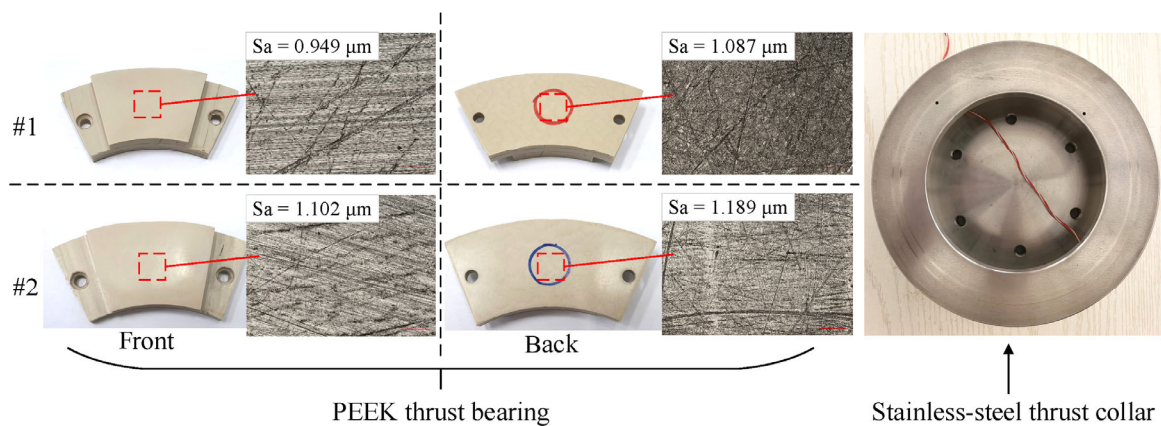 Sa = 0.949 μm
Sa = 1.087 μm
#1
Sa = 1.102 μm
Sa = 1.189 μm
#2
Front
Back
PEEK thrust bearing
Stainless-steel thrust collar